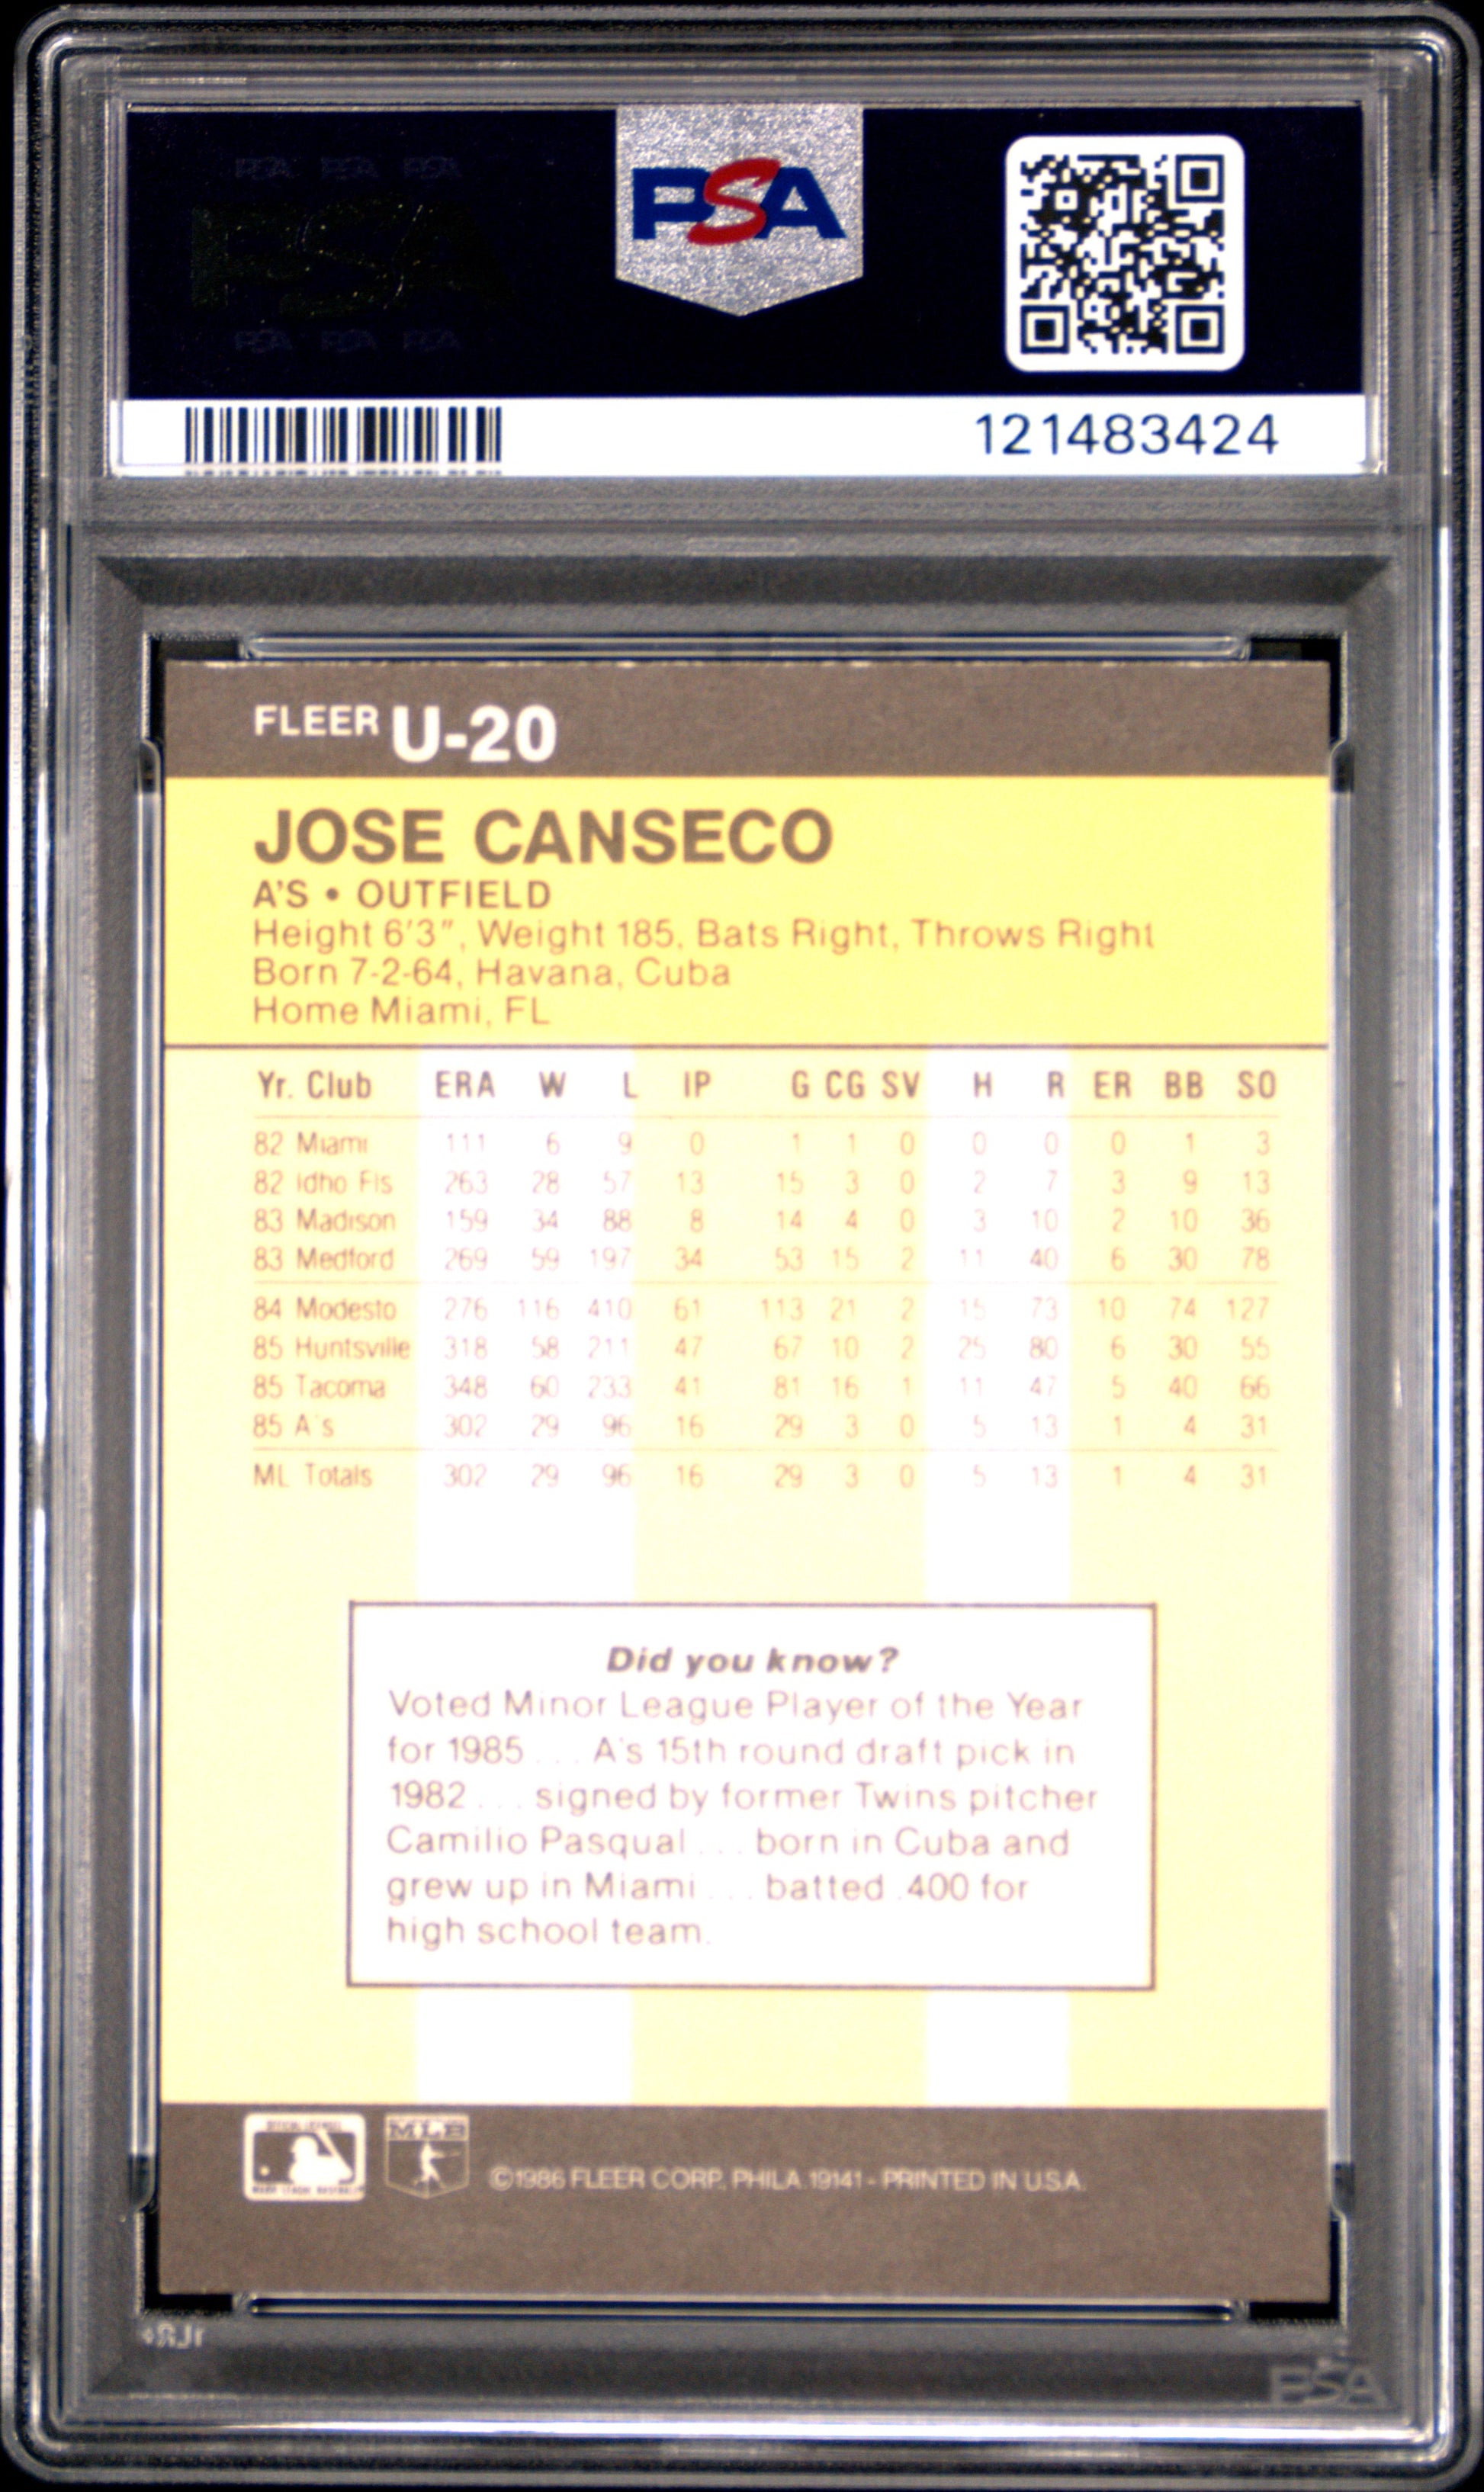 PSA PSA PSA
PSA
PSA PSA PSA
PSA
121483424
FLEER U-20
JOSE CANSECO
A'S • OUTFIELD
Height 6'3", Weight 185, Bats Right, Throws Right
Born 7-2-64, Havana, Cuba
Home Miami, FL
Yr. Club ERA W L IP G CG SV H R ER BB SO
82 Miami 111 6 9 0 1 1 0 0 0 0 1 3
82 Idho Fls 263 28 57 13 15 3 0 2 7 3 9 13
83 Madison 159 34 88 8 14 4 0 3 10 2 10 36
83 Medford 269 59 197 34 53 15 2 11 40 6 30 78
84 Modesto 276 116 410 61 113 21 2 15 73 10 74 127
85 Huntsville 318 58 211 47 67 10 2 25 80 6 30 55
85 Tacoma 348 60 233 41 81 16 1 11 47 5 40 66
85 A's 302 29 96 16 29 3 0 5 13 1 4 31
ML Totals 302 29 96 16 29 3 0 5 13 1 4 31
Did you know?
Voted Minor League Player of the Year
for 1985 . . . A's 15th round draft pick in
1982 . . . signed by former Twins pitcher
Camilio Pasqual . . . born in Cuba and
grew up in Miami . . . batted .400 for
high school team.
MLB
©1986 FLEER CORP. PHILA. 19141 - PRINTED IN U.S.A.
PSA